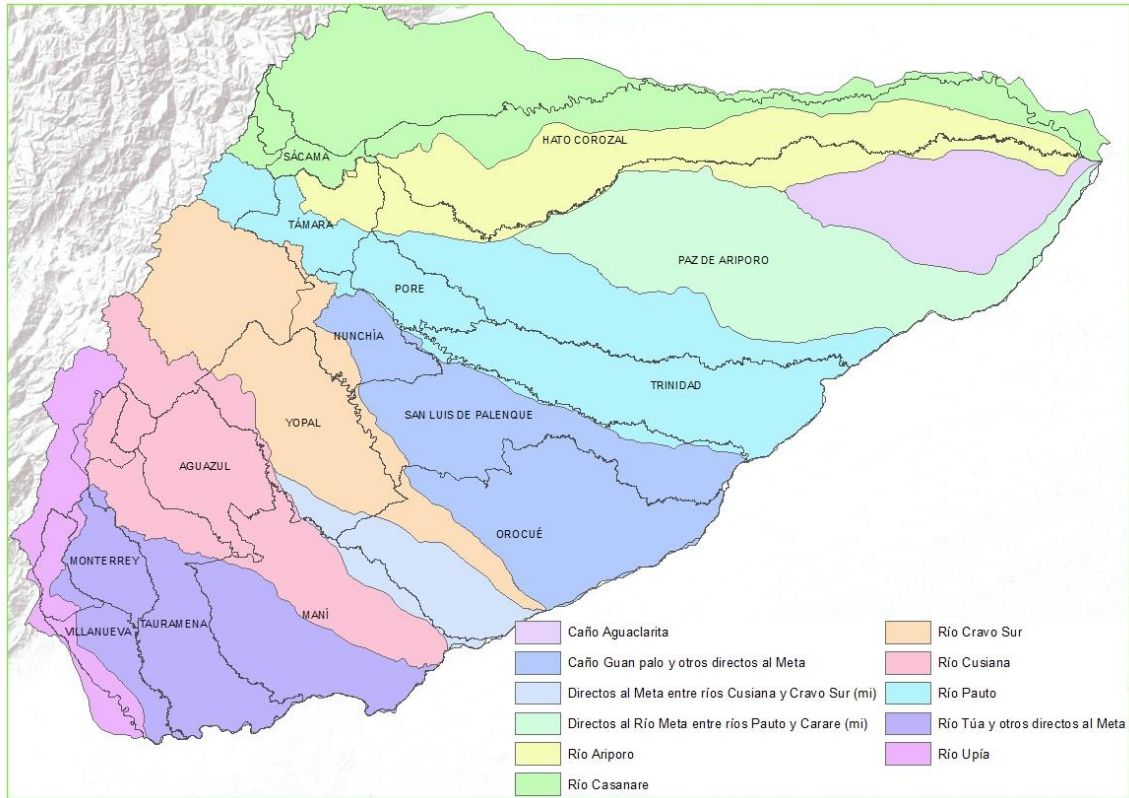 HATO COROZAL
SÁCAMA
TÁMARA
PAZ DE ARIPORO
PORE
NUNCHÍA
TRINIDAD
SAN LUIS DE PALENQUE
YOPAL
AGUAZUL
OROCUÉ
MONTERREY
MANÍ
TAURAMENA
VILLANUEVA
Caño Aguaclarita
Caño Guan palo y otros directos al Meta
Directos al Meta entre ríos Cusiana y Cravo Sur (mi)
Directos al Río Meta entre ríos Pauto y Carare (mi)
Río Ariporo
Río Casanare
Río Cravo Sur
Río Cusiana
Río Pauto
Río Túa y otros directos al Meta
Río Upía